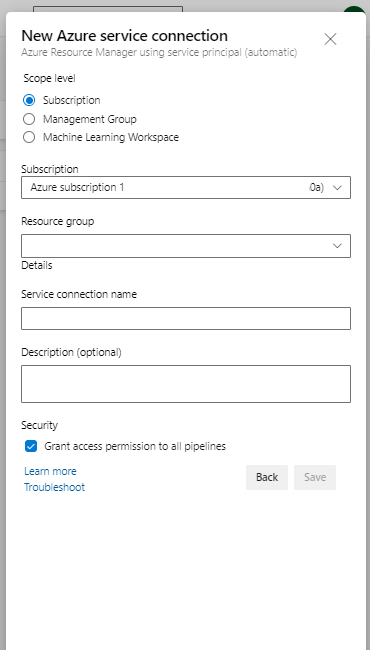 New Azure service connection
Azure Resource Manager using service principal (automatic)
Scope level
Subscription
Management Group
Machine Learning Workspace
Subscription
Azure subscription 1 0a)
Resource group
Details
Service connection name
Description (optional)
Security
Grant access permission to all pipelines
Learn more
Troubleshoot
Back Save